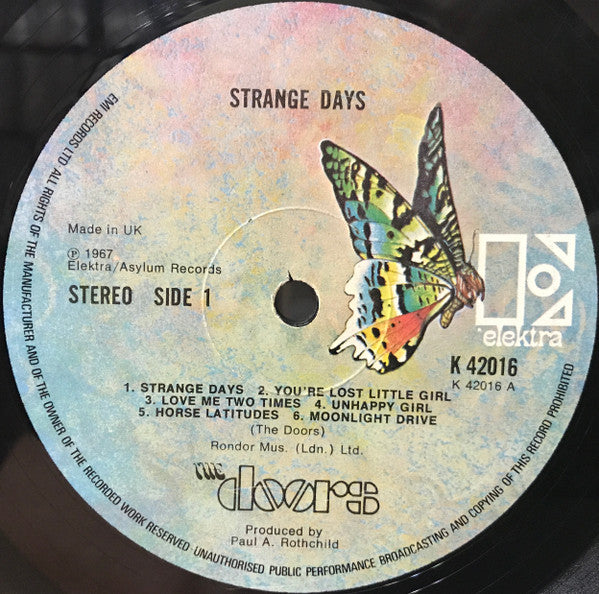 STRANGE DAYS
Made in UK
℗ 1967
Elektra/Asylum Records
STEREO SIDE 1
elektra
K 42016
K 42016 A
1. STRANGE DAYS 2. YOU'RE LOST LITTLE GIRL
3. LOVE ME TWO TIMES 4. UNHAPPY GIRL
5. HORSE LATITUDES 6. MOONLIGHT DRIVE
(The Doors)
Rondor Mus. (Ldn.) Ltd.
THE
doors
Produced by
Paul A. Rothchild
EMI RECORDS LTD. ALL RIGHTS OF THE MANUFACTURER AND OF THE OWNER OF THE RECORDED WORK RESERVED · UNAUTHORISED PUBLIC PERFORMANCE BROADCASTING AND COPYING OF THIS RECORD PROHIBITED